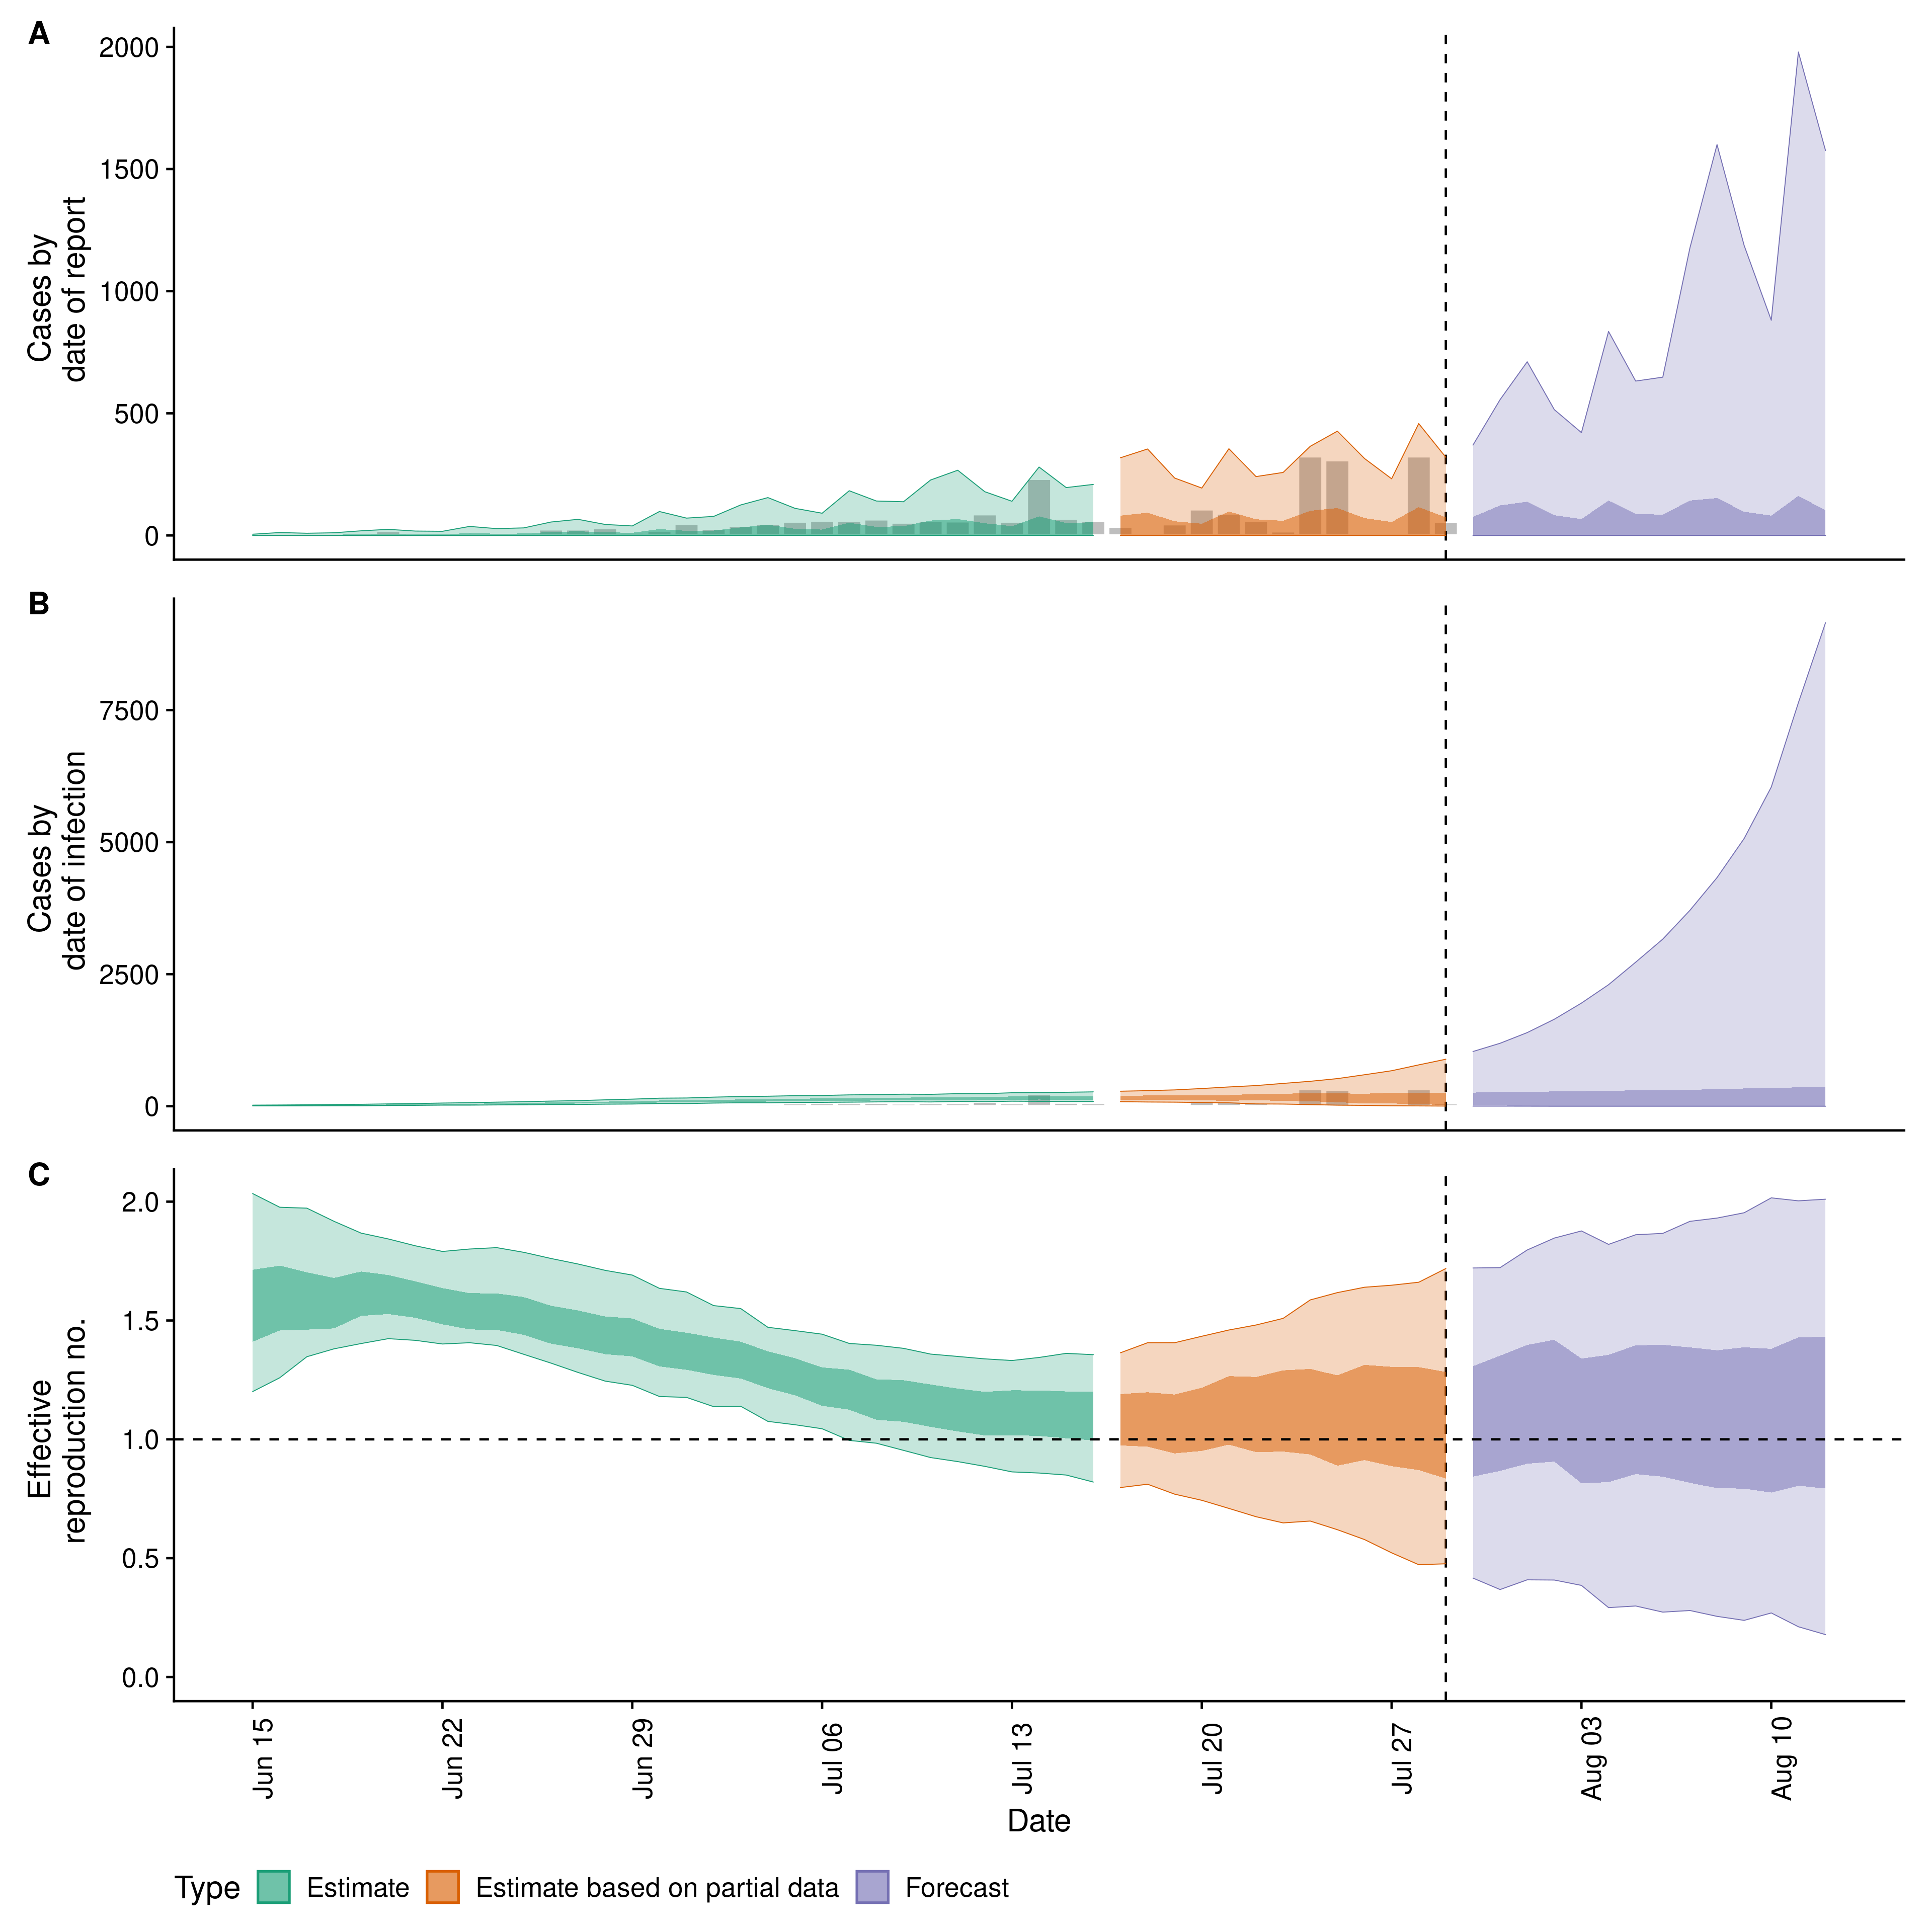 A
2000
1500
1000
500
0
Cases by
date of report
B
7500
5000
2500
0
Cases by
date of infection
C
2.0
1.5
1.0
0.5
0.0
Effective
reproduction no.
Jun 15
Jun 22
Jun 29
Jul 06
Jul 13
Jul 20
Jul 27
Aug 03
Aug 10
Date
Type
Estimate
Estimate based on partial data
Forecast